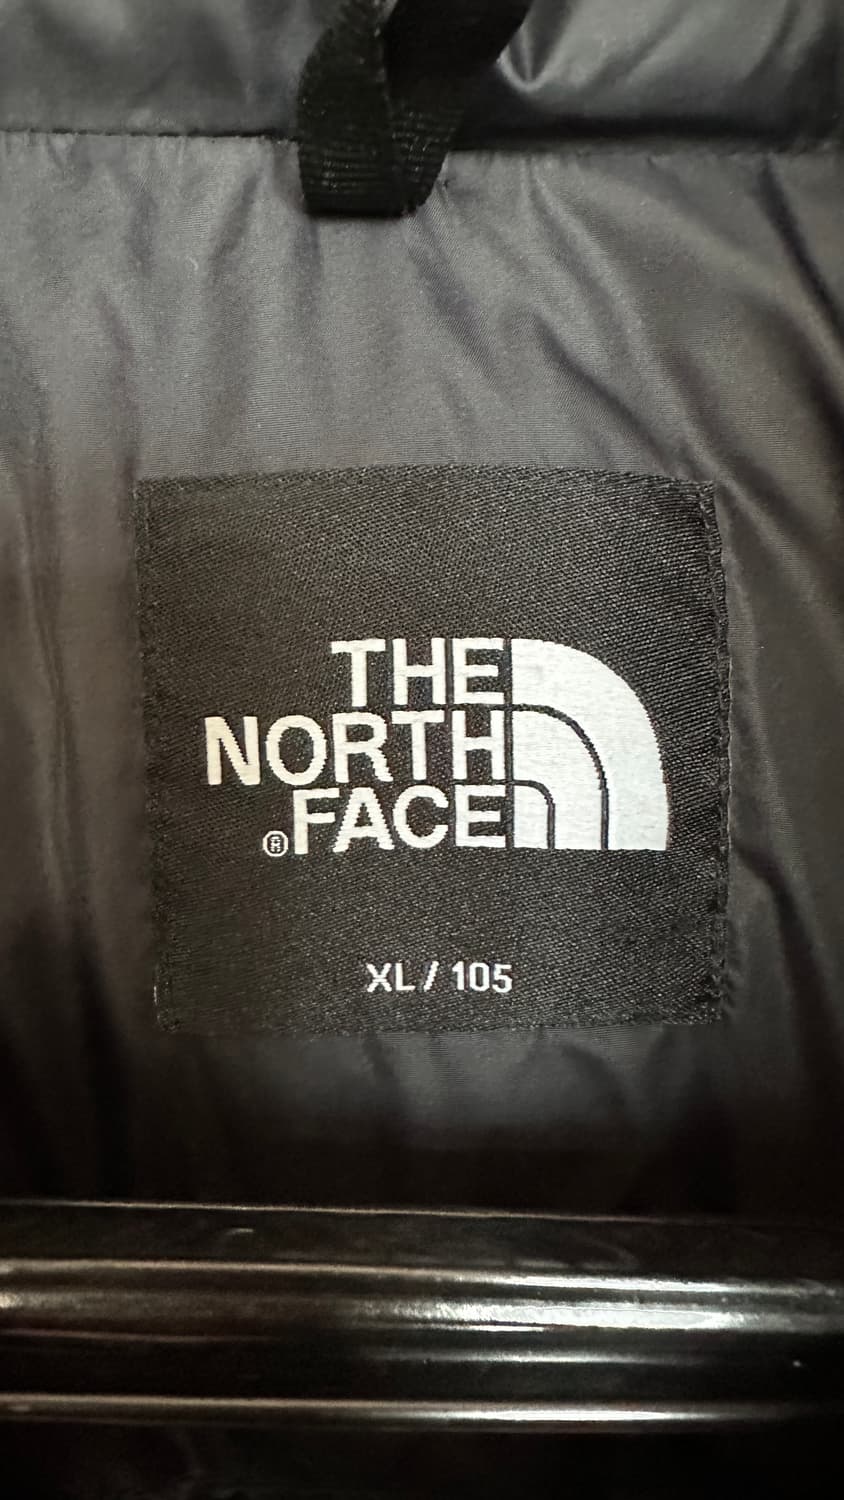 THE
NORTH
®FACE
XL / 105